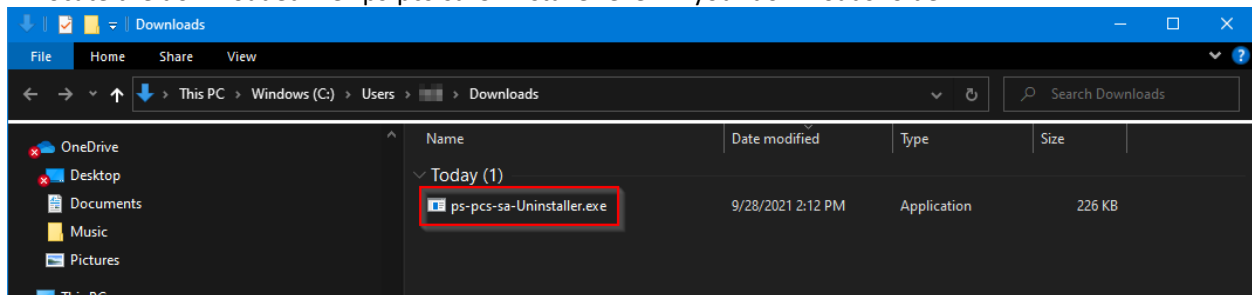 Downloads
File Home Share View
This PC > Windows (C:) > Users > > Downloads
Search Downloads
Name Date modified Type Size
OneDrive
Today (1)
Desktop
ps-pcs-sa-Uninstaller.exe 9/28/2021 2:12 PM Application 226 KB
Documents
Music
Pictures
This PC